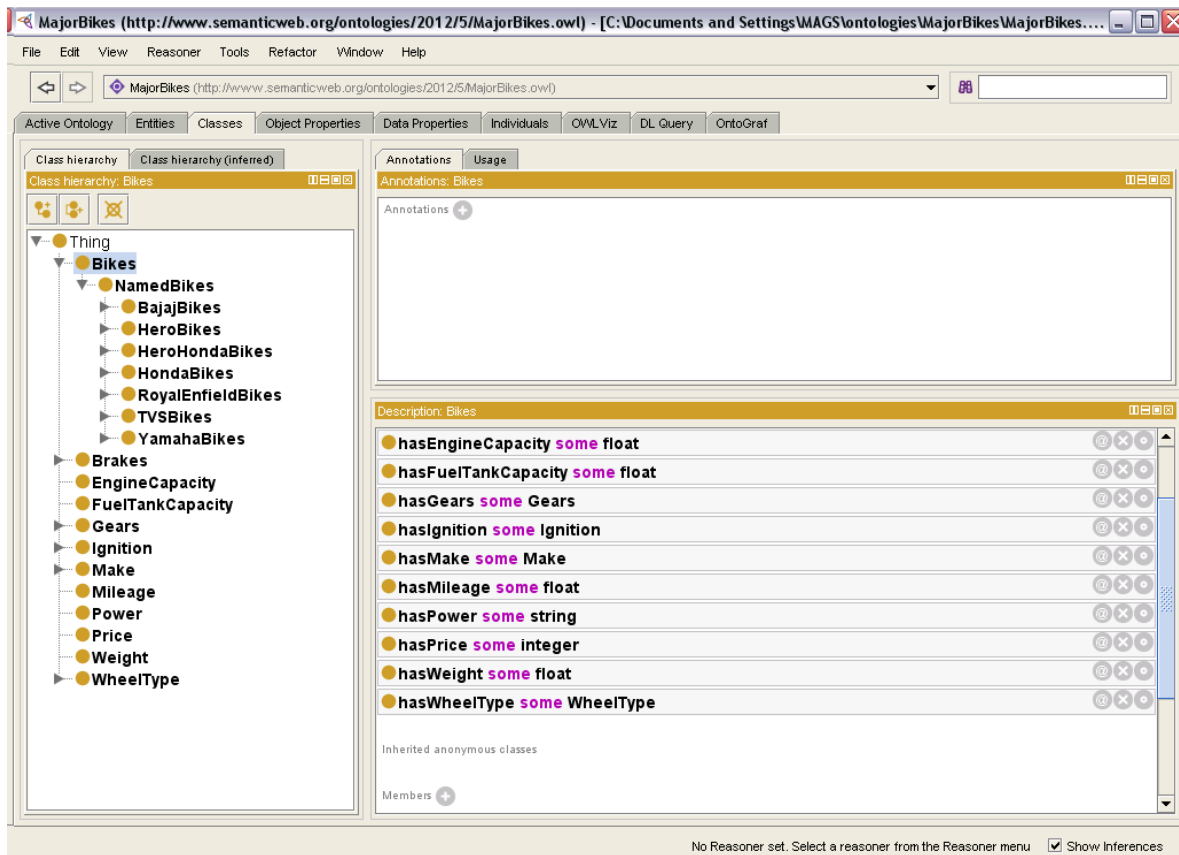 MajorBikes (http://www.semanticweb.org/ontologies/2012/5/MajorBikes.owl) - [C:\Documents and Settings\MAGS\ontologies\MajorBikes\MajorBikes....
File Edit View Reasoner Tools Refactor Window Help
MajorBikes (http://www.semanticweb.org/ontologies/2012/5/MajorBikes.owl)
Active Ontology Entities Classes Object Properties Data Properties Individuals OWLViz DL Query OntoGraf
Class hierarchy Class hierarchy (inferred)
Class hierarchy: Bikes
Thing
Bikes
NamedBikes
BajajBikes
HeroBikes
HeroHondaBikes
HondaBikes
RoyalEnfieldBikes
TVSBikes
YamahaBikes
Brakes
EngineCapacity
FuelTankCapacity
Gears
Ignition
Make
Mileage
Power
Price
Weight
WheelType
Annotations Usage
Annotations: Bikes
Annotations
Description: Bikes
hasEngineCapacity some float
hasFuelTankCapacity some float
hasGears some Gears
hasIgnition some Ignition
hasMake some Make
hasMileage some float
hasPower some string
hasPrice some integer
hasWeight some float
hasWheelType some WheelType
Inherited anonymous classes
Members
No Reasoner set. Select a reasoner from the Reasoner menu Show Inferences